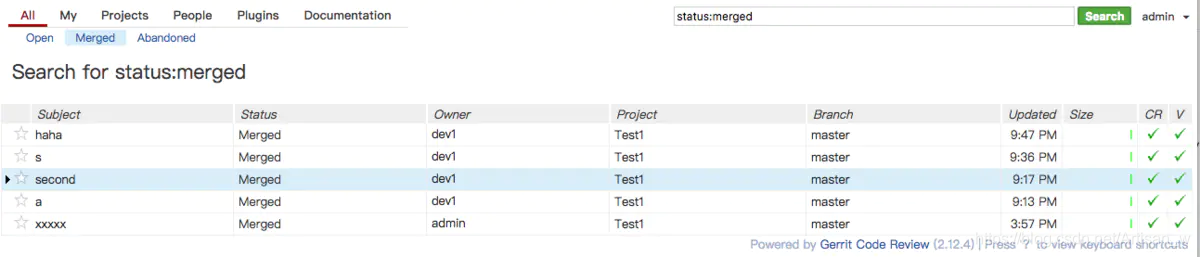 All My Projects People Plugins Documentation status:merged Search admin
Open Merged Abandoned
Search for status:merged
Subject Status Owner Project Branch Updated Size CR V
haha Merged dev1 Test1 master 9:47 PM
s Merged dev1 Test1 master 9:36 PM
second Merged dev1 Test1 master 9:17 PM
a Merged dev1 Test1 master 9:13 PM
xxxxx Merged admin Test1 master 3:57 PM
Powered by Gerrit Code Review (2.12.4) | Press '?' to view keyboard shortcuts